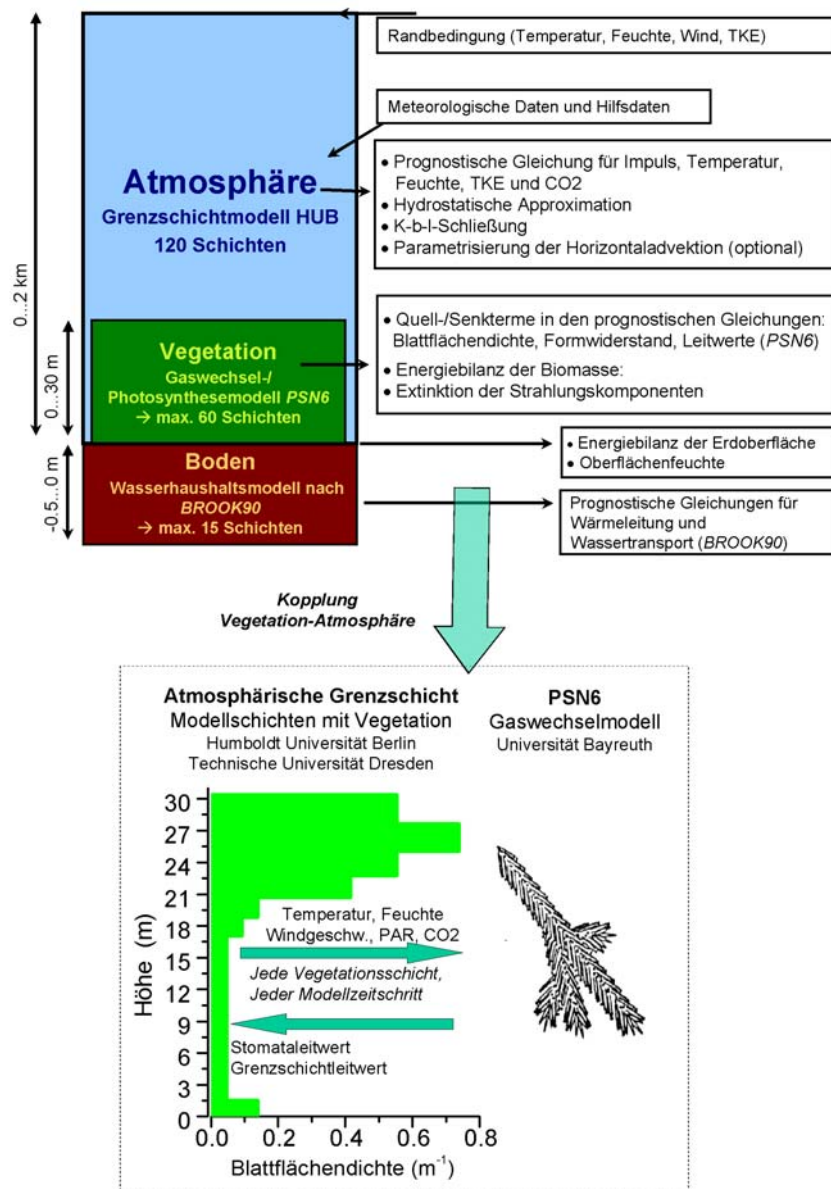 Randbedingung (Temperatur, Feuchte, Wind, TKE)
Meteorologische Daten und Hilfsdaten
Atmosphäre
Grenzschichtmodell HUB
120 Schichten
• Prognostische Gleichung für Impuls, Temperatur,
Feuchte, TKE und CO2
• Hydrostatische Approximation
• K-b-l-Schließung
• Parametrisierung der Horizontaladvektion (optional)
0...2 km
0...30 m
Vegetation
Gaswechsel-/
Photosynthesemodell PSN6
→ max. 60 Schichten
• Quell-/Senkterme in den prognostischen Gleichungen:
Blattflächendichte, Formwiderstand, Leitwerte (PSN6)
• Energiebilanz der Biomasse:
• Extinktion der Strahlungskomponenten
-0.5...0 m
Boden
Wasserhaushaltsmodell nach
BROOK90
→ max. 15 Schichten
• Energiebilanz der Erdoberfläche
• Oberflächenfeuchte
Prognostische Gleichungen für
Wärmeleitung und
Wassertransport (BROOK90)
Kopplung
Vegetation-Atmosphäre
Atmosphärische Grenzschicht
Modellschichten mit Vegetation
Humboldt Universität Berlin
Technische Universität Dresden
PSN6
Gaswechselmodell
Universität Bayreuth
Höhe (m)
30
27
24
21
18
15
12
9
6
3
0
Temperatur, Feuchte
Windgeschw., PAR, CO2
Jede Vegetationsschicht,
Jeder Modellzeitschritt
Stomataleitwert
Grenzschichtleitwert
0.0 0.2 0.4 0.6 0.8
Blattflächendichte (m⁻¹)